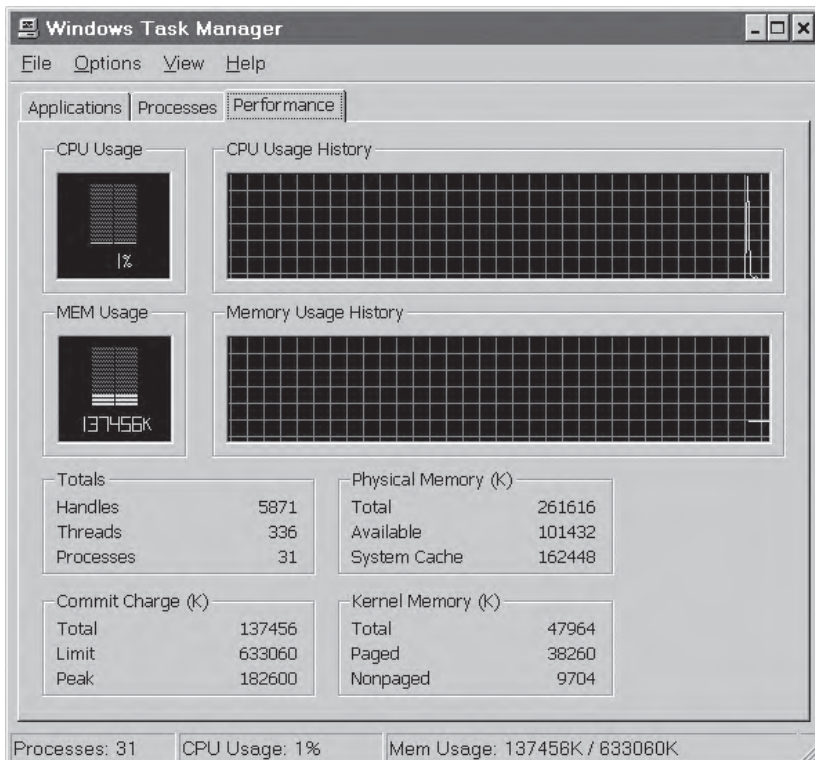 Windows Task Manager
File Options View Help
Applications Processes Performance
CPU Usage
CPU Usage History
1%
MEM Usage
Memory Usage History
137456K
Totals
Handles 5871
Threads 336
Processes 31
Physical Memory (K)
Total 261616
Available 101432
System Cache 162448
Commit Charge (K)
Total 137456
Limit 633060
Peak 182600
Kernel Memory (K)
Total 47964
Paged 38260
Nonpaged 9704
Processes: 31 CPU Usage: 1% Mem Usage: 137456K / 633060K